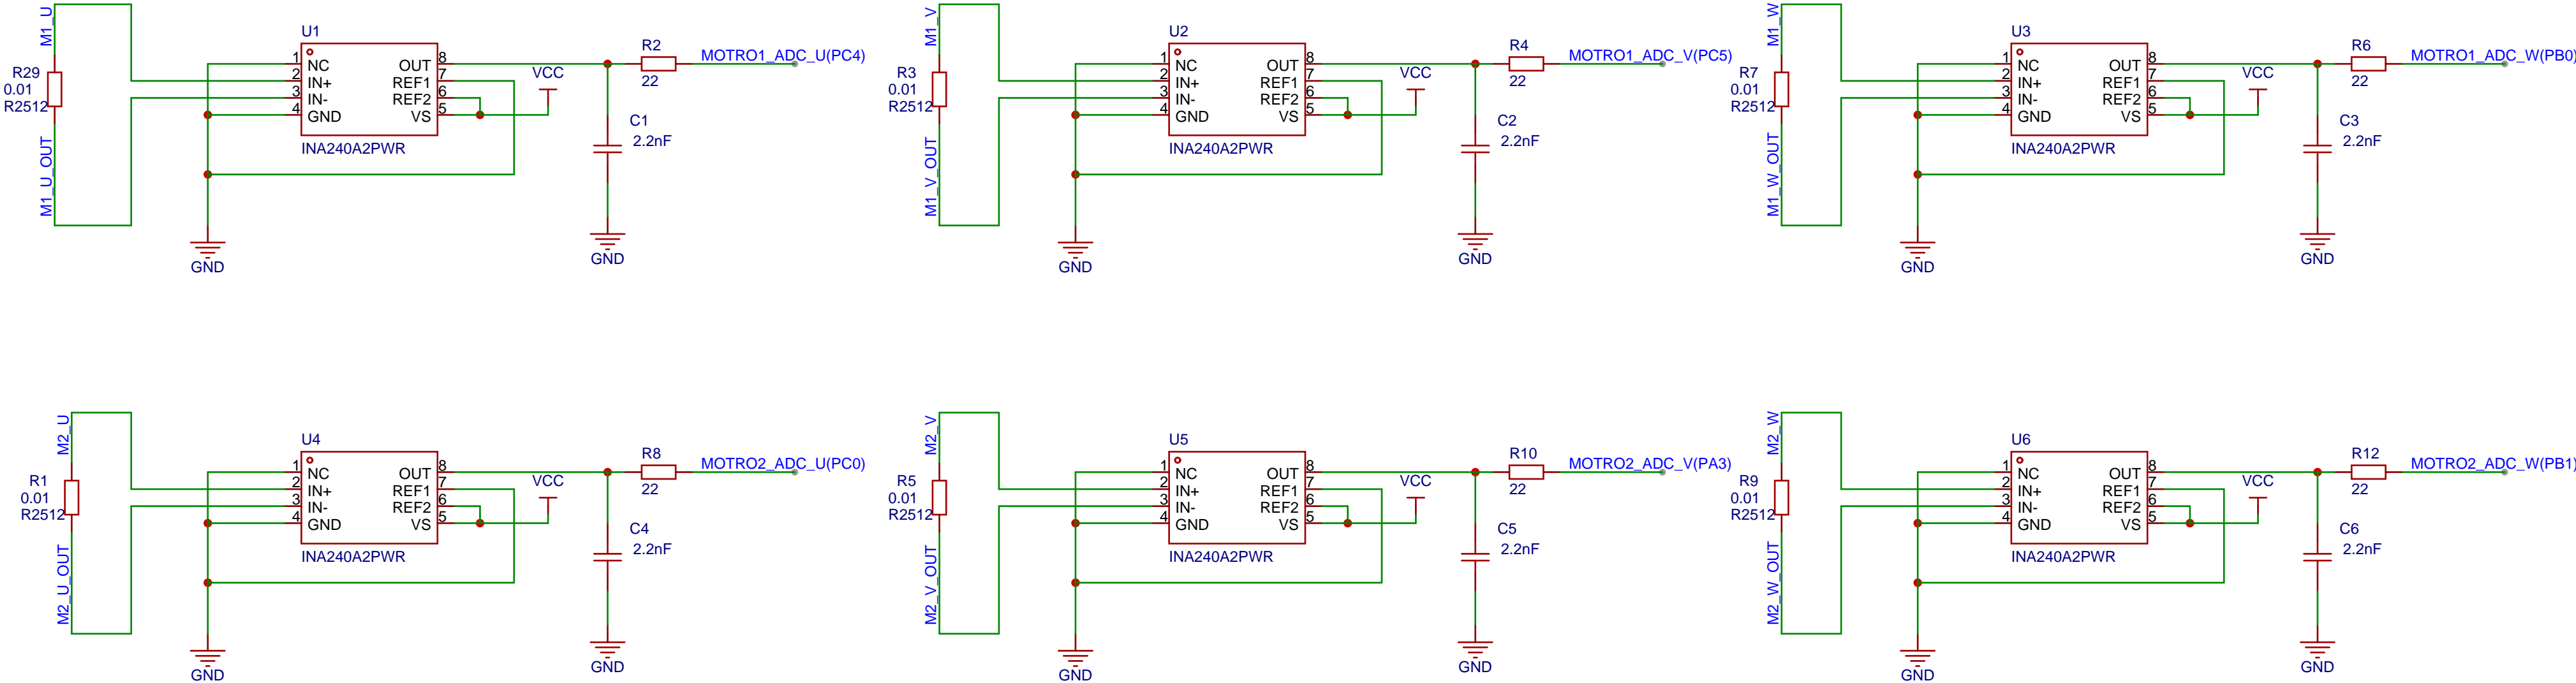 M1_U
R29
0.01
R2512
M1_U_OUT
U1
1 NC OUT 8
2 IN+ REF1 7
3 IN- REF2 6
4 GND VS 5
INA240A2PWR
GND
VCC
R2
22
MOTRO1_ADC_U(PC4)
C1
2.2nF
GND
M1_V
R3
0.01
R2512
M1_V_OUT
U2
1 NC OUT 8
2 IN+ REF1 7
3 IN- REF2 6
4 GND VS 5
INA240A2PWR
GND
VCC
R4
22
MOTRO1_ADC_V(PC5)
C2
2.2nF
GND
M1_W
R7
0.01
R2512
M1_W_OUT
U3
1 NC OUT 8
2 IN+ REF1 7
3 IN- REF2 6
4 GND VS 5
INA240A2PWR
GND
VCC
R6
22
MOTRO1_ADC_W(PB0)
C3
2.2nF
GND
M2_U
R1
0.01
R2512
M2_U_OUT
U4
1 NC OUT 8
2 IN+ REF1 7
3 IN- REF2 6
4 GND VS 5
INA240A2PWR
GND
VCC
R8
22
MOTRO2_ADC_U(PC0)
C4
2.2nF
GND
M2_V
R5
0.01
R2512
M2_V_OUT
U5
1 NC OUT 8
2 IN+ REF1 7
3 IN- REF2 6
4 GND VS 5
INA240A2PWR
GND
VCC
R10
22
MOTRO2_ADC_V(PA3)
C5
2.2nF
GND
M2_W
R9
0.01
R2512
M2_W_OUT
U6
1 NC OUT 8
2 IN+ REF1 7
3 IN- REF2 6
4 GND VS 5
INA240A2PWR
GND
VCC
R12
22
MOTRO2_ADC_W(PB1)
C6
2.2nF
GND